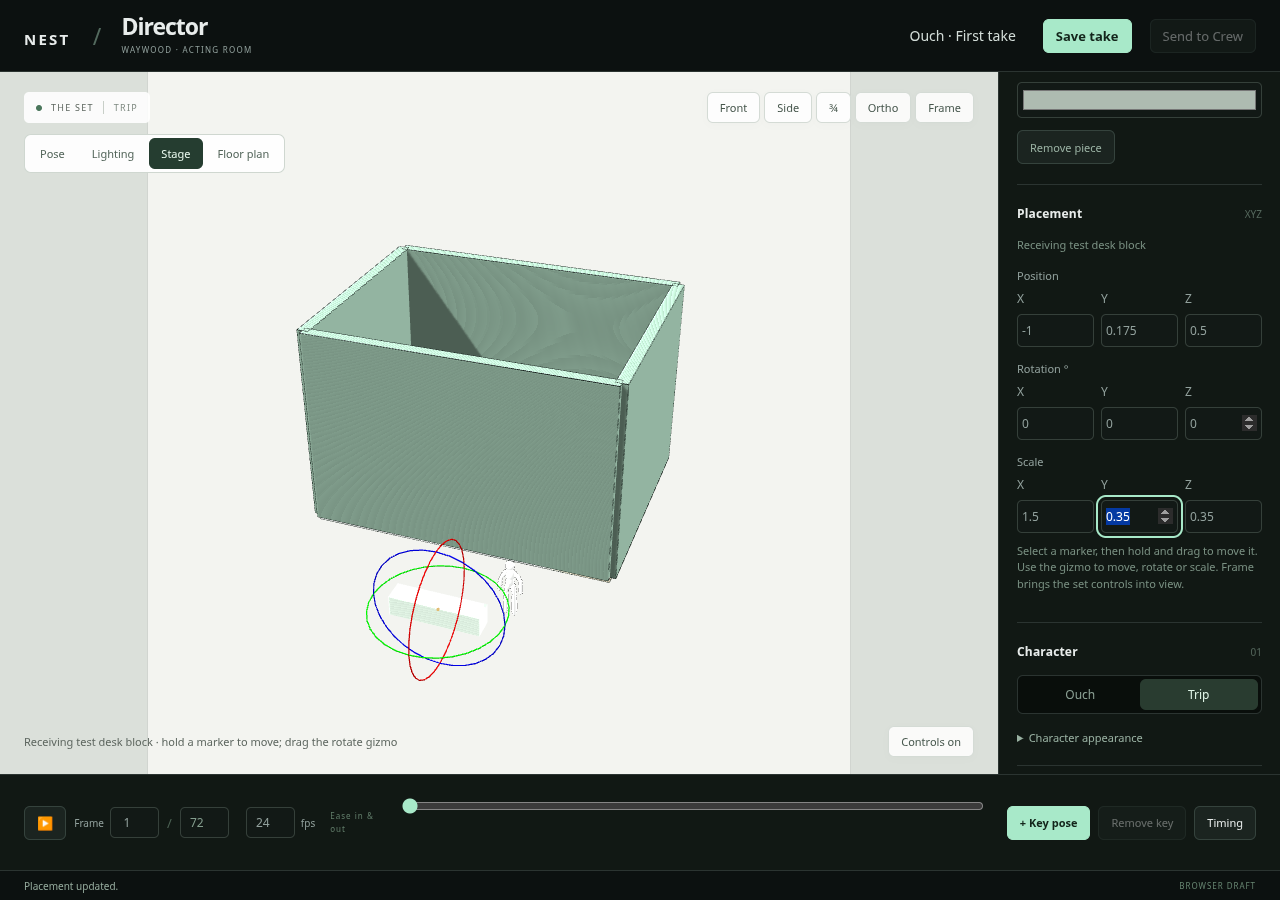 NEST / Director
WAYWOOD · ACTING ROOM
Ouch · First take
Save take
Send to Crew
THE SET | TRIP
Front
Side
¾
Ortho
Frame
Pose
Lighting
Stage
Floor plan
Receiving test desk block · hold a marker to move; drag the rotate gizmo
Controls on
Remove piece
Placement XYZ
Receiving test desk block
Position
X Y Z
-1 0.175 0.5
Rotation °
X Y Z
0 0 0
Scale
X Y Z
1.5 0.35 0.35
Select a marker, then hold and drag to move it.
Use the gizmo to move, rotate or scale. Frame
brings the set controls into view.
Character 01
Ouch Trip
Character appearance
Frame 1 / 72 24 fps
Ease in &
out
+ Key pose
Remove key
Timing
Placement updated.
BROWSER DRAFT